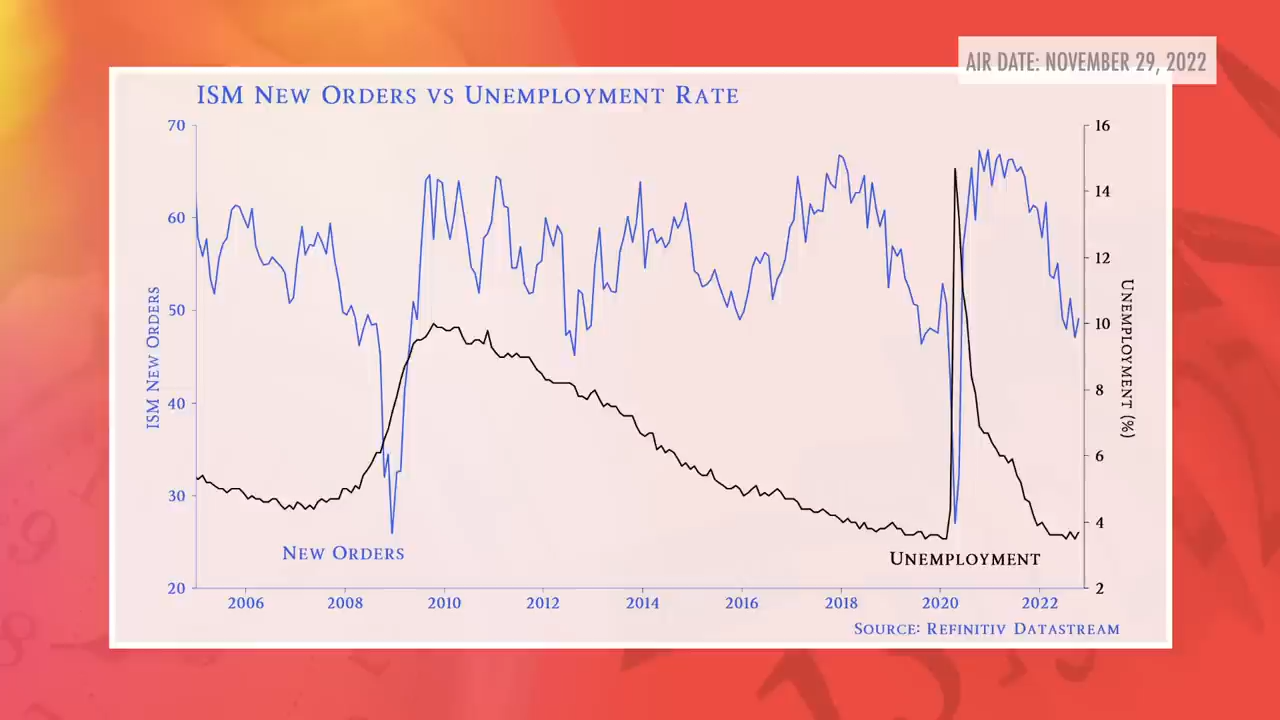 AIR DATE: NOVEMBER 29, 2022
ISM NEW ORDERS VS UNEMPLOYMENT RATE
70
60
50
40
30
20
ISM NEW ORDERS
16
14
12
10
8
6
4
2
UNEMPLOYMENT (%)
NEW ORDERS
UNEMPLOYMENT
2006 2008 2010 2012 2014 2016 2018 2020 2022
SOURCE: REFINITIV DATASTREAM